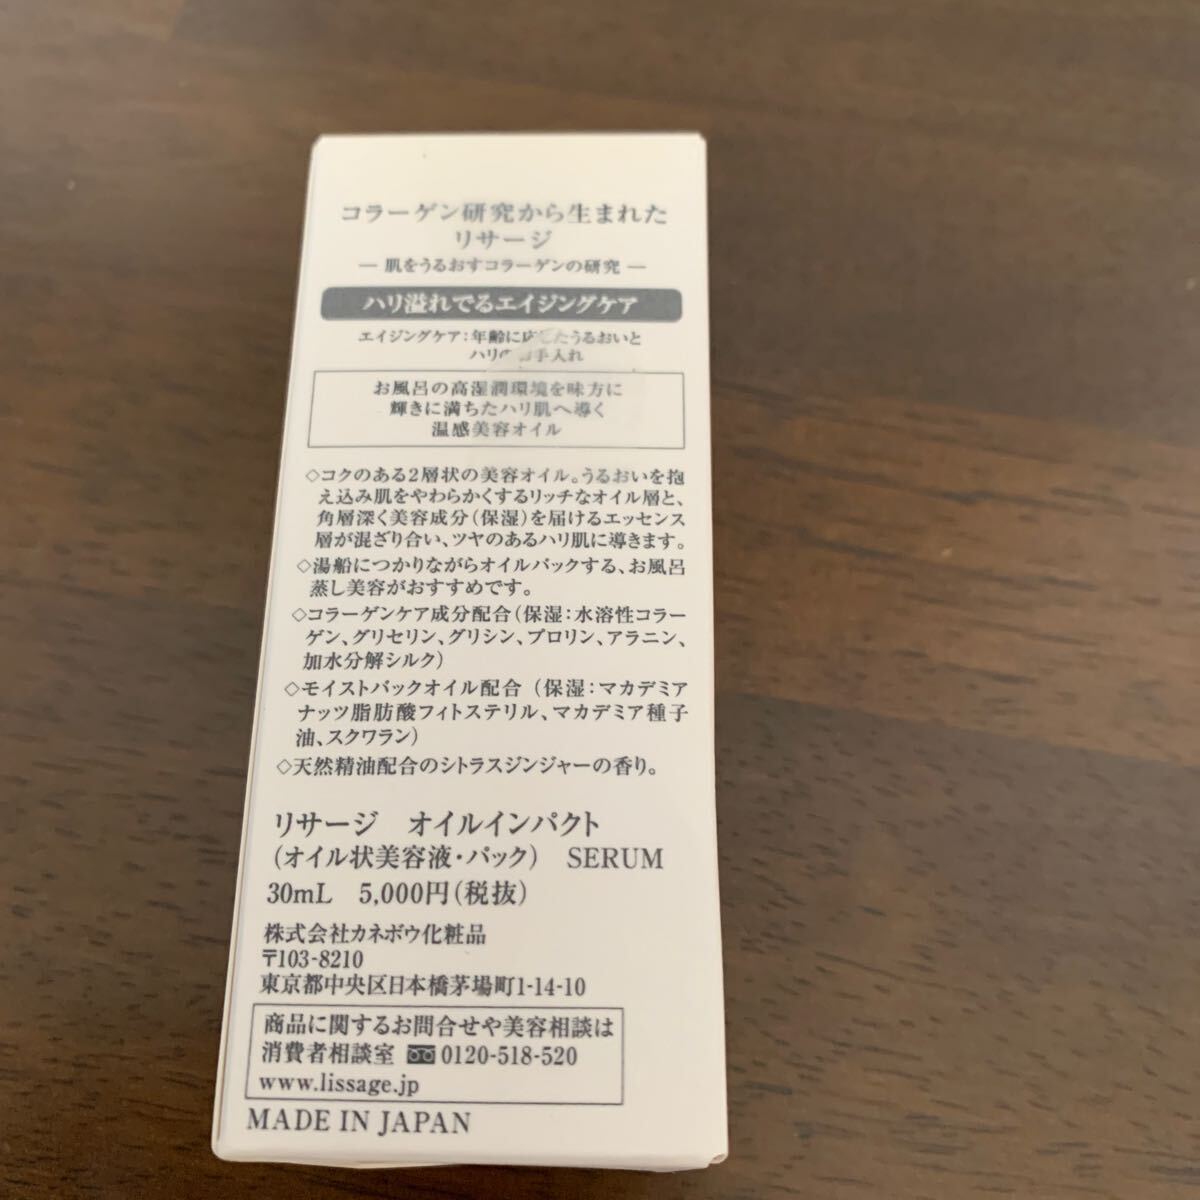 コラーゲン研究から生まれた
リサージ
― 肌をうるおすコラーゲンの研究 ―
ハリ溢れでるエイジングケア
エイジングケア:年齢に応じたうるおいと
ハリのお手入れ
お風呂の高湿潤環境を味方に
輝きに満ちたハリ肌へ導く
温感美容オイル
◇コクのある2層状の美容オイル。うるおいを抱
え込み肌をやわらかくするリッチなオイル層と、
角層深く美容成分(保湿)を届けるエッセンス
層が混ざり合い、ツヤのあるハリ肌に導きます。
◇湯船につかりながらオイルパックする、お風呂
蒸し美容がおすすめです。
◇コラーゲンケア成分配合(保湿:水溶性コラー
ゲン、グリセリン、グリシン、プロリン、アラニン、
加水分解シルク)
◇モイストパックオイル配合(保湿:マカデミア
ナッツ脂肪酸フィトステリル、マカデミア種子
油、スクワラン)
◇天然精油配合のシトラスジンジャーの香り。
リサージ　オイルインパクト
(オイル状美容液・パック)　SERUM
30mL　5,000円(税抜)
株式会社カネボウ化粧品
〒103-8210
東京都中央区日本橋茅場町1-14-10
商品に関するお問合せや美容相談は
消費者相談室 0120-518-520
www.lissage.jp
MADE IN JAPAN